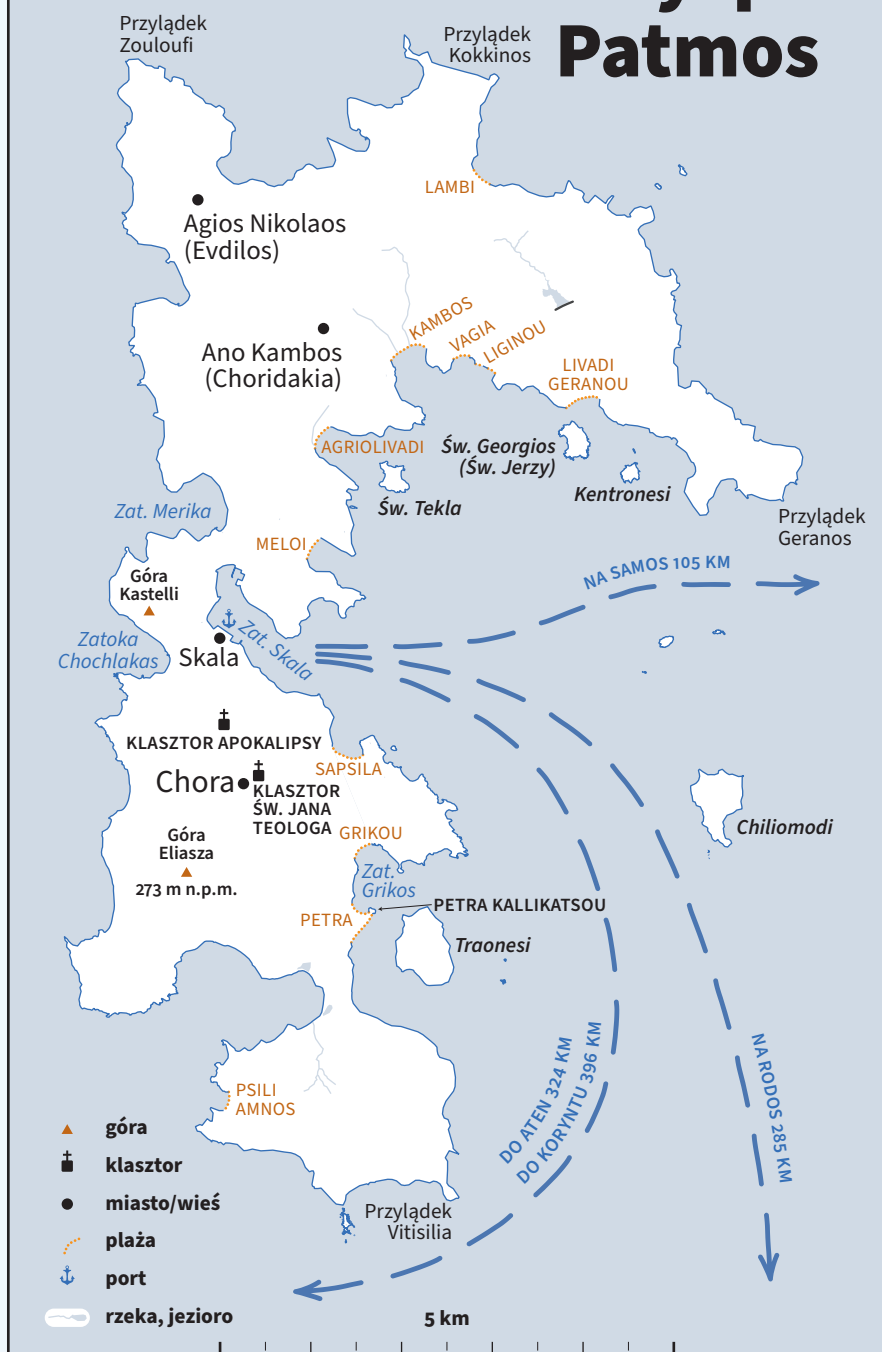 Patmos
Przylądek
Zouloufi
Przylądek
Kokkinos
LAMBI
Agios Nikolaos
(Evdilos)
KAMBOS
VAGIA
LIGINOU
Ano Kambos
(Choridakia)
LIVADI
GERANOU
AGRIOLIVADI
Św. Georgios
(Św. Jerzy)
Kentronesi
Św. Tekla
Zat. Merika
Przylądek
Geranos
MELOI
Góra
Kastelli
NA SAMOS 105 KM
Zatoka
Chochlakas
Skala
Zat. Skala
KLASZTOR APOKALIPSY
SAPSILA
Chora
KLASZTOR
ŚW. JANA
TEOLOGA
Chiliomodi
Góra
Eliasza
273 m n.p.m.
GRIKOU
Zat.
Grikos
PETRA KALLIKATSOU
PETRA
Traonesi
DO ATEN 324 KM
DO KORYNTU 396 KM
NA RODOS 285 KM
PSILI
AMNOS
Przylądek
Vitisilia
góra
klasztor
miasto/wieś
plaża
port
rzeka, jezioro
5 km